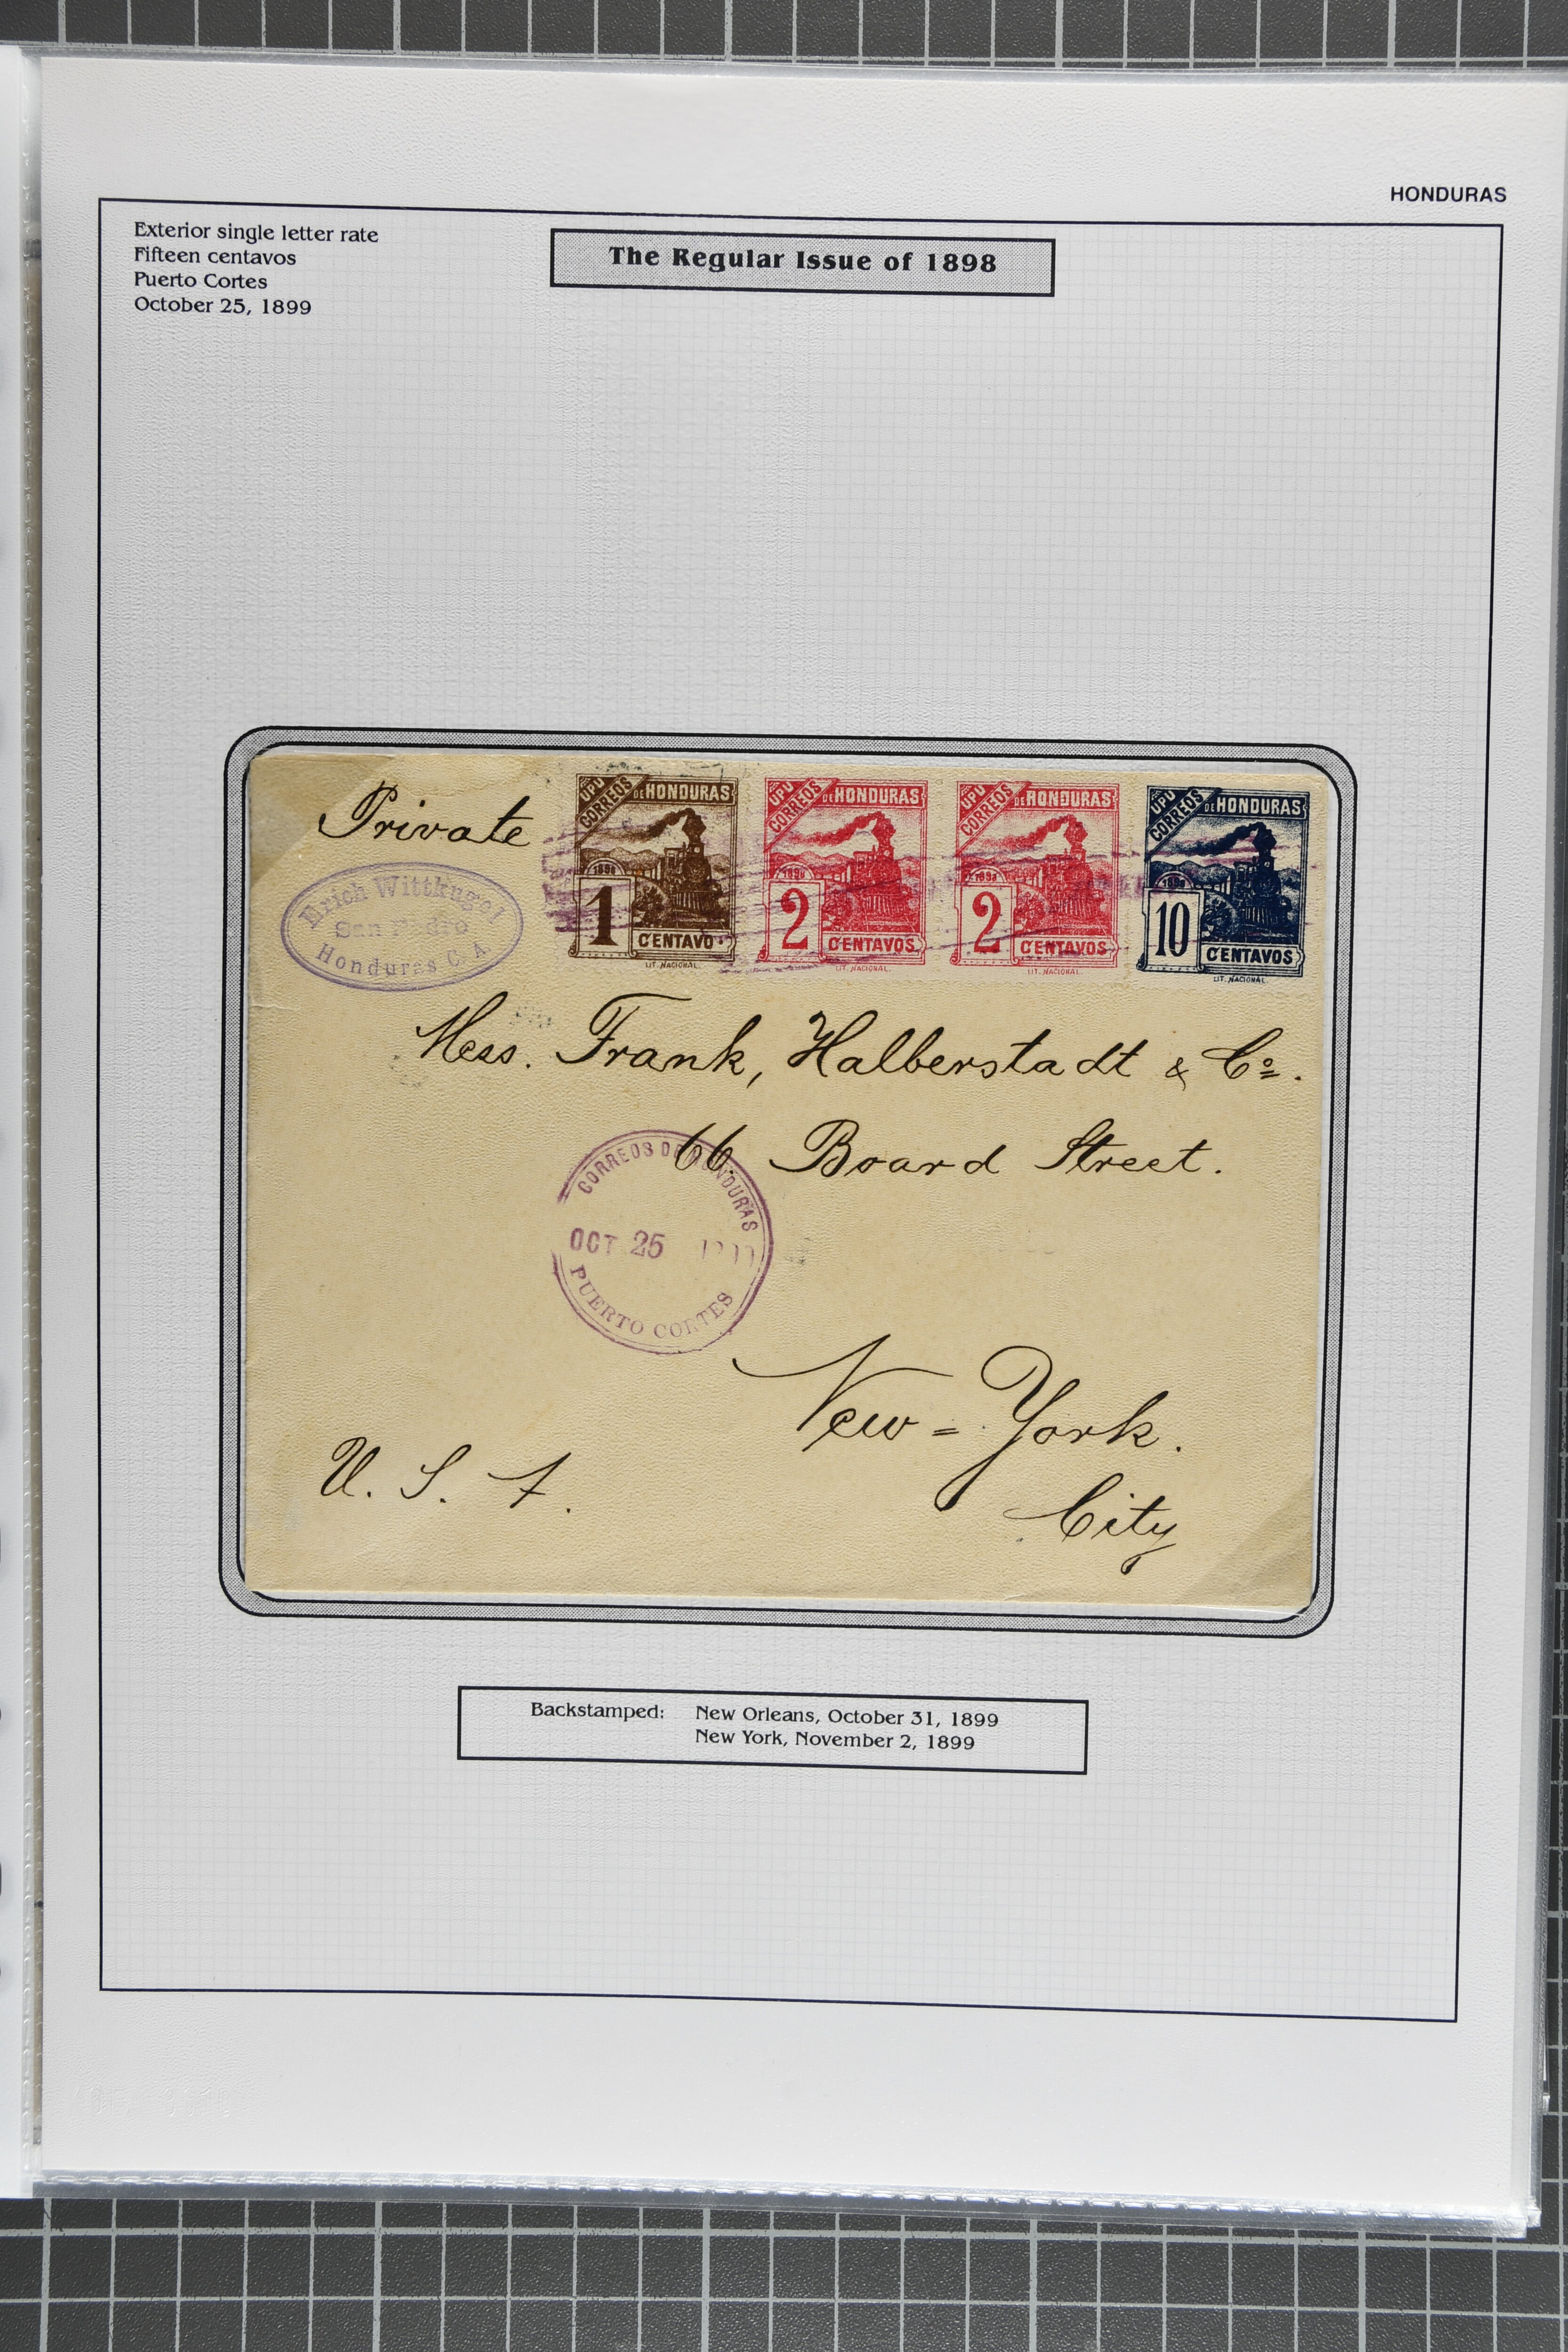 HONDURAS
Exterior single letter rate
Fifteen centavos
Puerto Cortes
October 25, 1899
The Regular Issue of 1898
Private
Erich Wittkugel
San Pedro
Honduras C. A.
UPU
CORREOS
DE HONDURAS
1898
1
CENTAVO
LIT. NACIONAL
UPU
CORREOS
DE HONDURAS
1898
2
CENTAVOS
LIT. NACIONAL
UPU
CORREOS
DE HONDURAS
1898
2
CENTAVOS
LIT. NACIONAL
UPU
CORREOS
DE HONDURAS
1898
10
CENTAVOS
LIT. NACIONAL
Mess. Frank, Halberstadt & Co.
66 Board Street.
CORREOS DE HONDURAS
OCT 25
PUERTO CORTES
New=York.
City
U. S. A.
Backstamped: New Orleans, October 31, 1899
New York, November 2, 1899